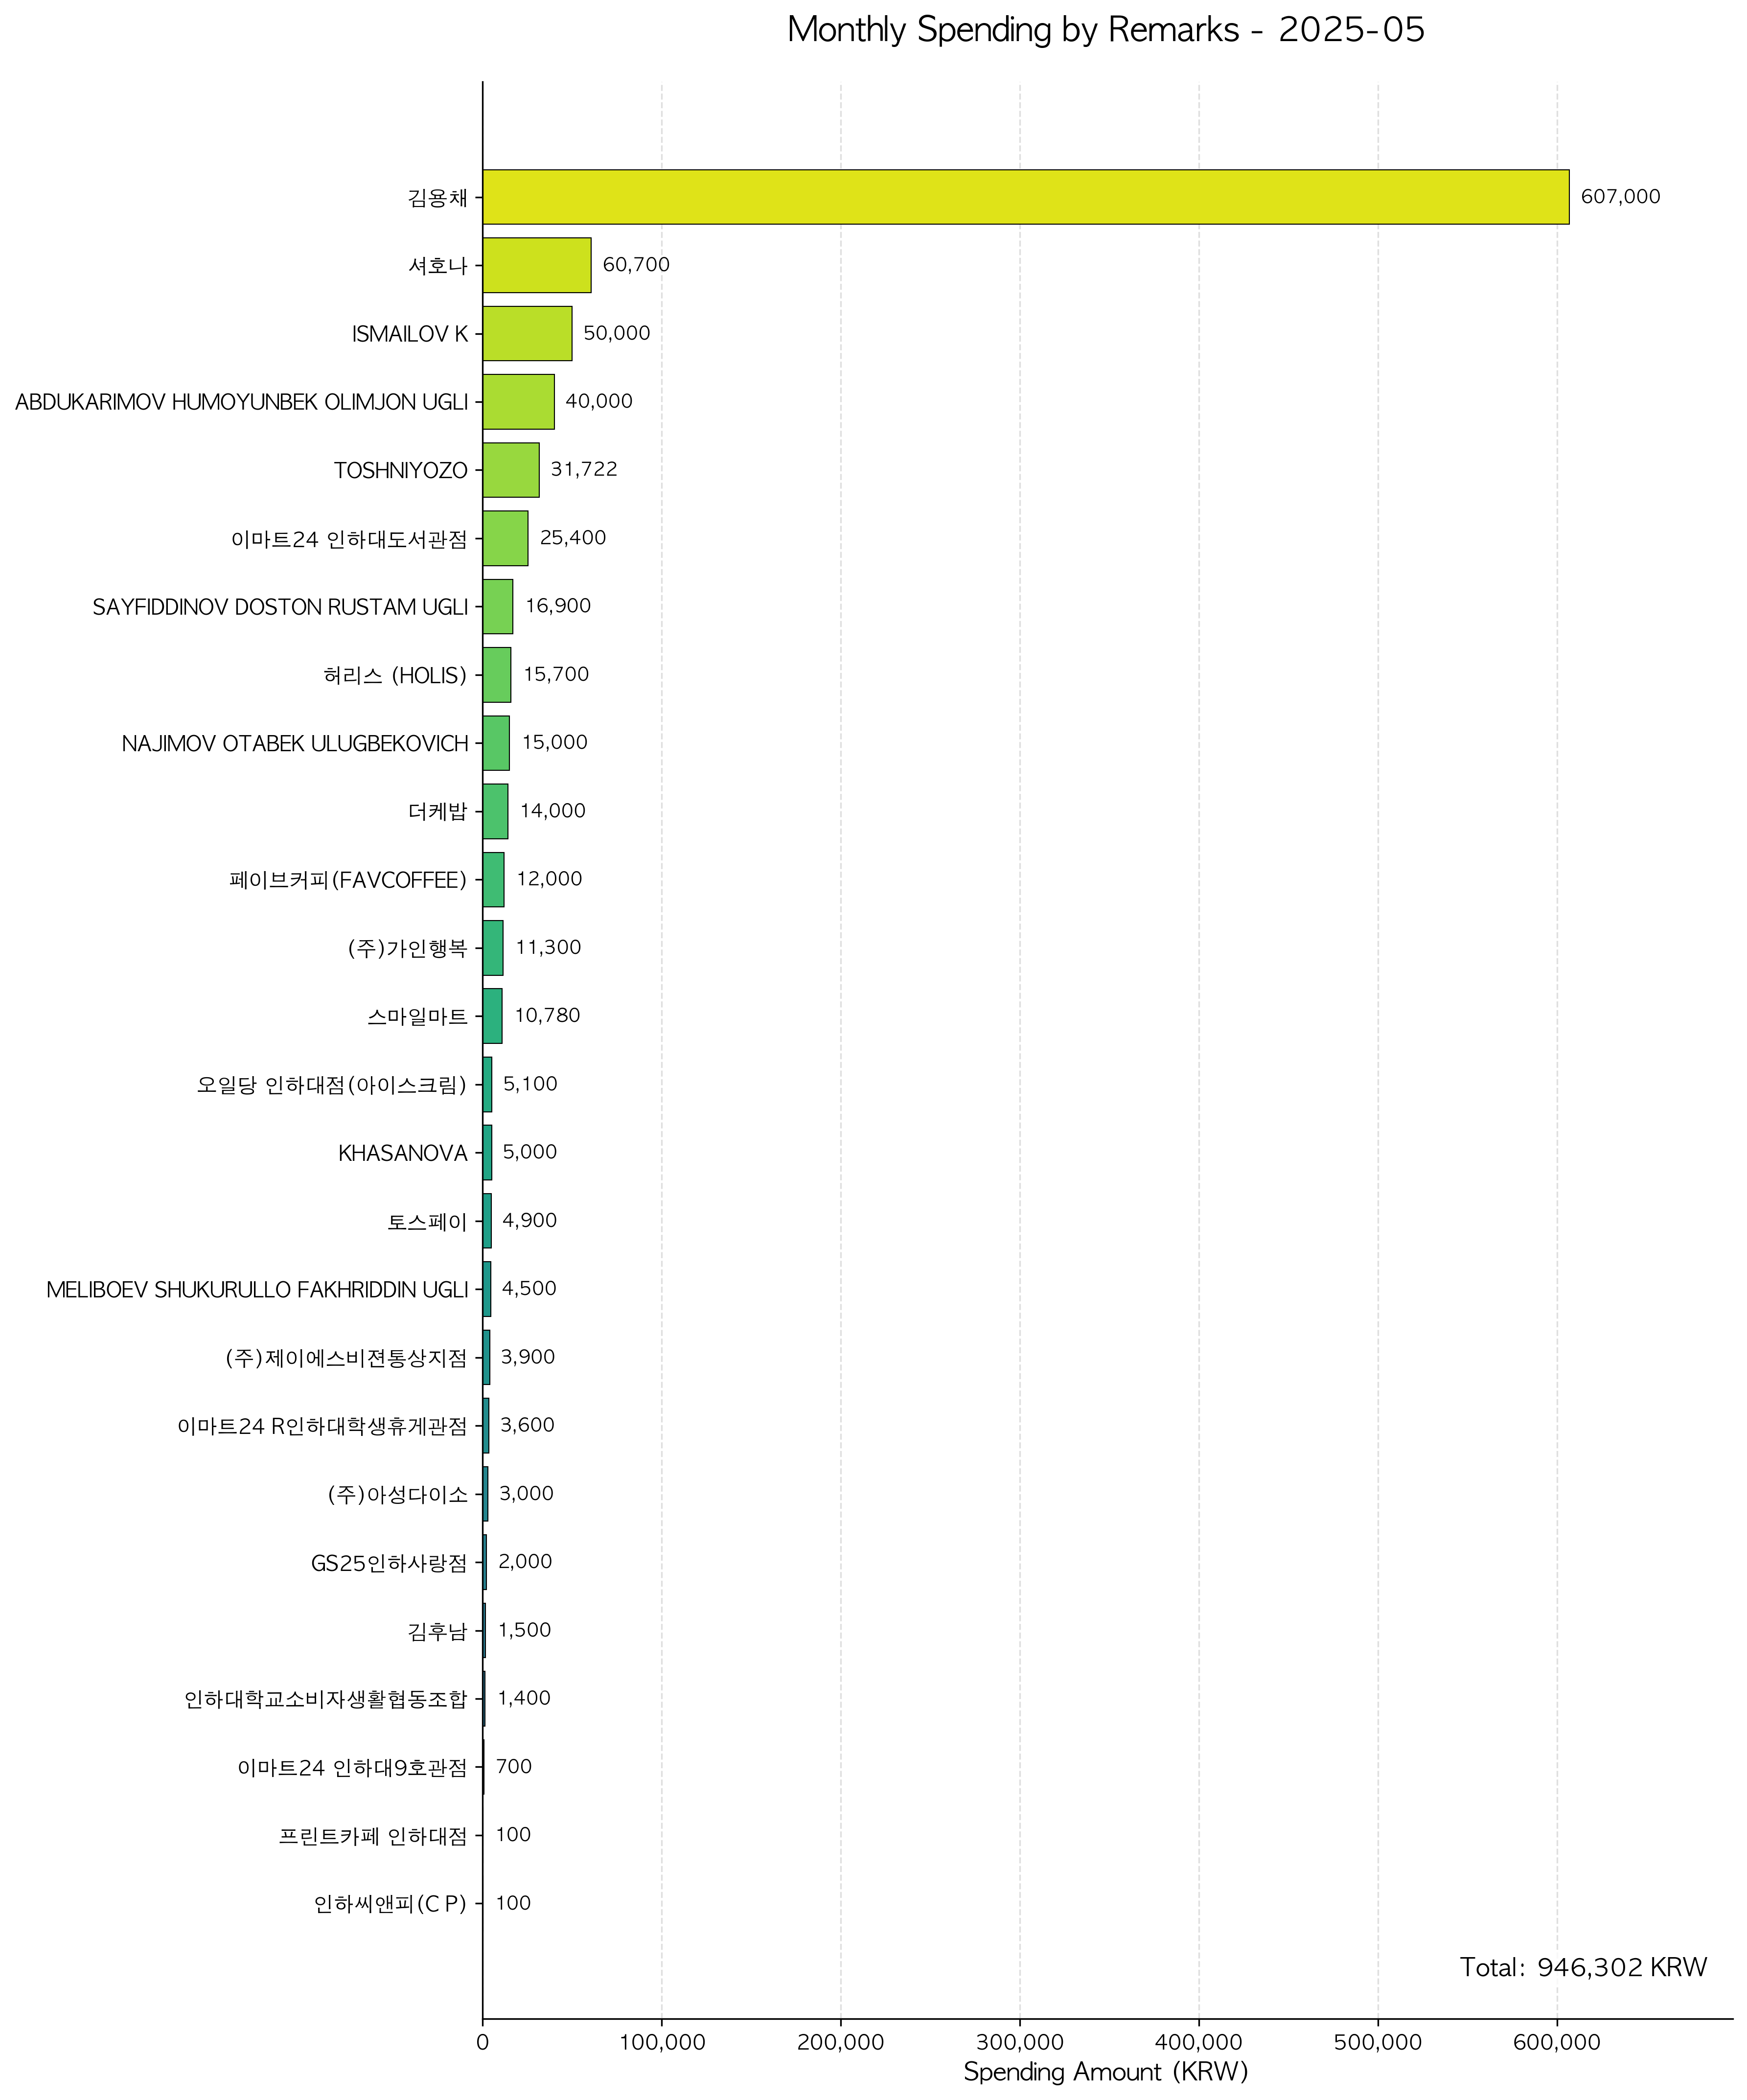 Monthly Spending by Remarks - 2025-05
김용채 607,000
셔호나 60,700
ISMAILOV K 50,000
ABDUKARIMOV HUMOYUNBEK OLIMJON UGLI 40,000
TOSHNIYOZO 31,722
이마트24 인하대도서관점 25,400
SAYFIDDINOV DOSTON RUSTAM UGLI 16,900
허리스 (HOLIS) 15,700
NAJIMOV OTABEK ULUGBEKOVICH 15,000
더케밥 14,000
페이브커피(FAVCOFFEE) 12,000
(주)가인행복 11,300
스마일마트 10,780
오일당 인하대점(아이스크림) 5,100
KHASANOVA 5,000
토스페이 4,900
MELIBOEV SHUKURULLO FAKHRIDDIN UGLI 4,500
(주)제이에스비젼통상지점 3,900
이마트24 R인하대학생휴게관점 3,600
(주)아성다이소 3,000
GS25인하사랑점 2,000
김후남 1,500
인하대학교소비자생활협동조합 1,400
이마트24 인하대9호관점 700
프린트카페 인하대점 100
인하씨앤피(C P) 100
Total: 946,302 KRW
0 100,000 200,000 300,000 400,000 500,000 600,000
Spending Amount (KRW)